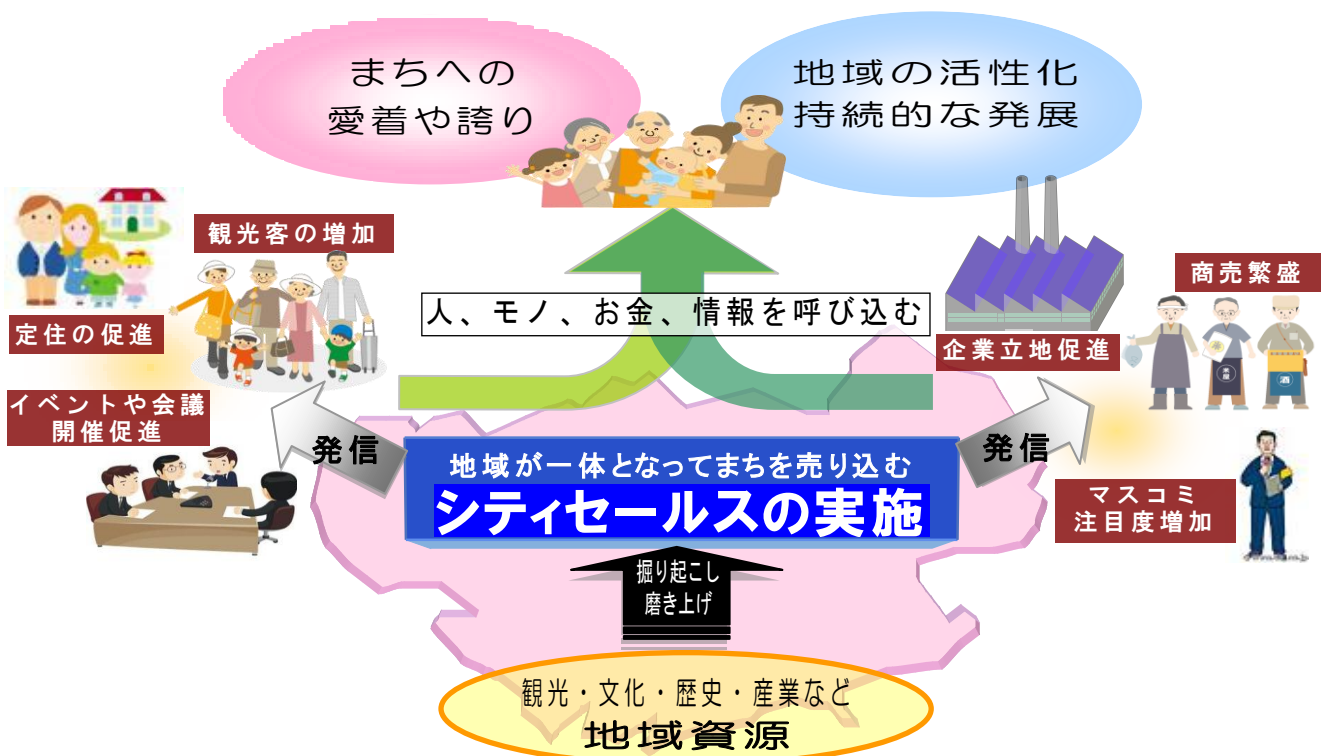 まちへの
愛着や誇り
地域の活性化
持続的な発展
観光客の増加
定住の促進
イベントや会議
開催促進
人、モノ、お金、情報を呼び込む
企業立地促進
商売繁盛
米屋
酒
マスコミ
注目度増加
発信
発信
地域が一体となってまちを売り込む
シティセールスの実施
掘り起こし
磨き上げ
観光・文化・歴史・産業など
地域資源